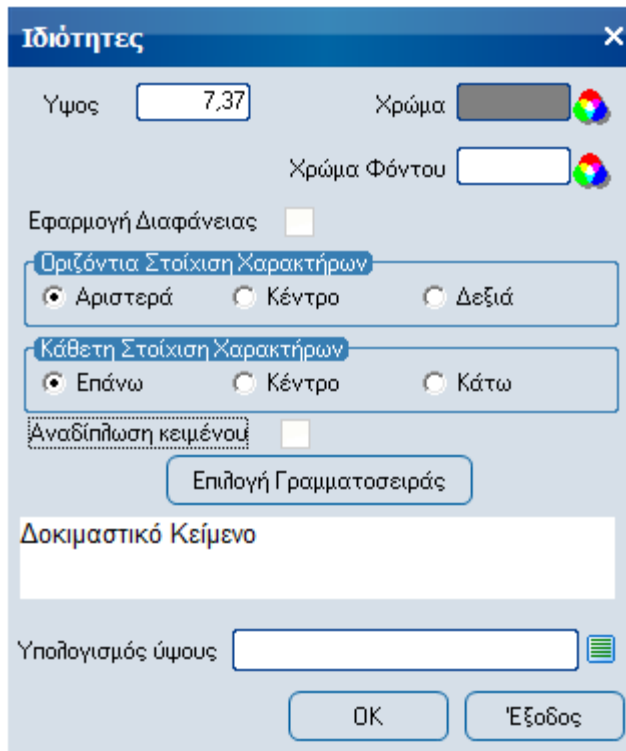 Ιδιότητες
Υψος 7,37 Χρώμα
Χρώμα Φόντου
Εφαρμογή Διαφάνειας
Οριζόντια Στοίχιση Χαρακτήρων
Αριστερά Κέντρο Δεξιά
Κάθετη Στοίχιση Χαρακτήρων
Επάνω Κέντρο Κάτω
Αναδίπλωση κειμένου
Επιλογή Γραμματοσειράς
Δοκιμαστικό Κείμενο
Υπολογισμός ύψους
OK Έξοδος